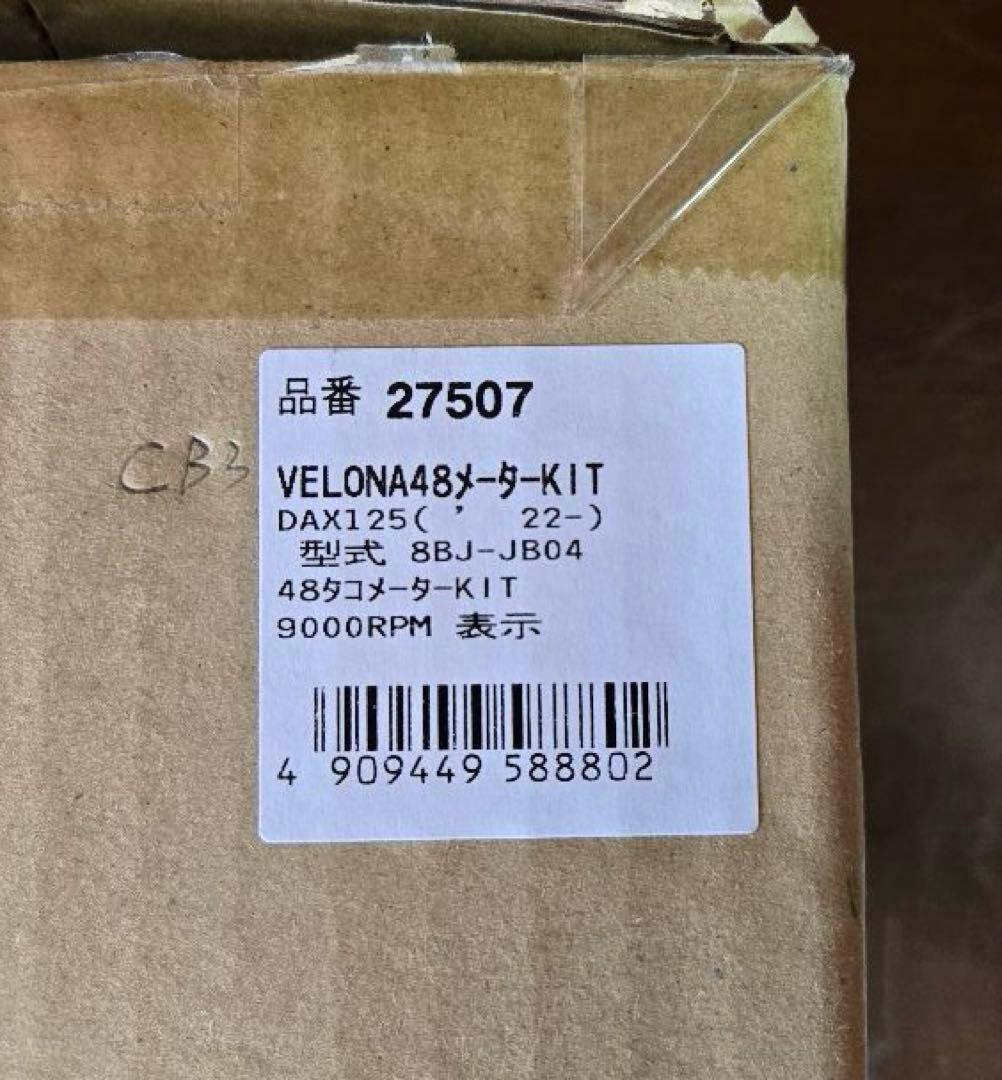 品番 27507
CB3
VELONA48メーターKIT
DAX125( ' 22-)
型式 8BJ-JB04
48タコメーターKIT
9000RPM 表示
4 909449 588802